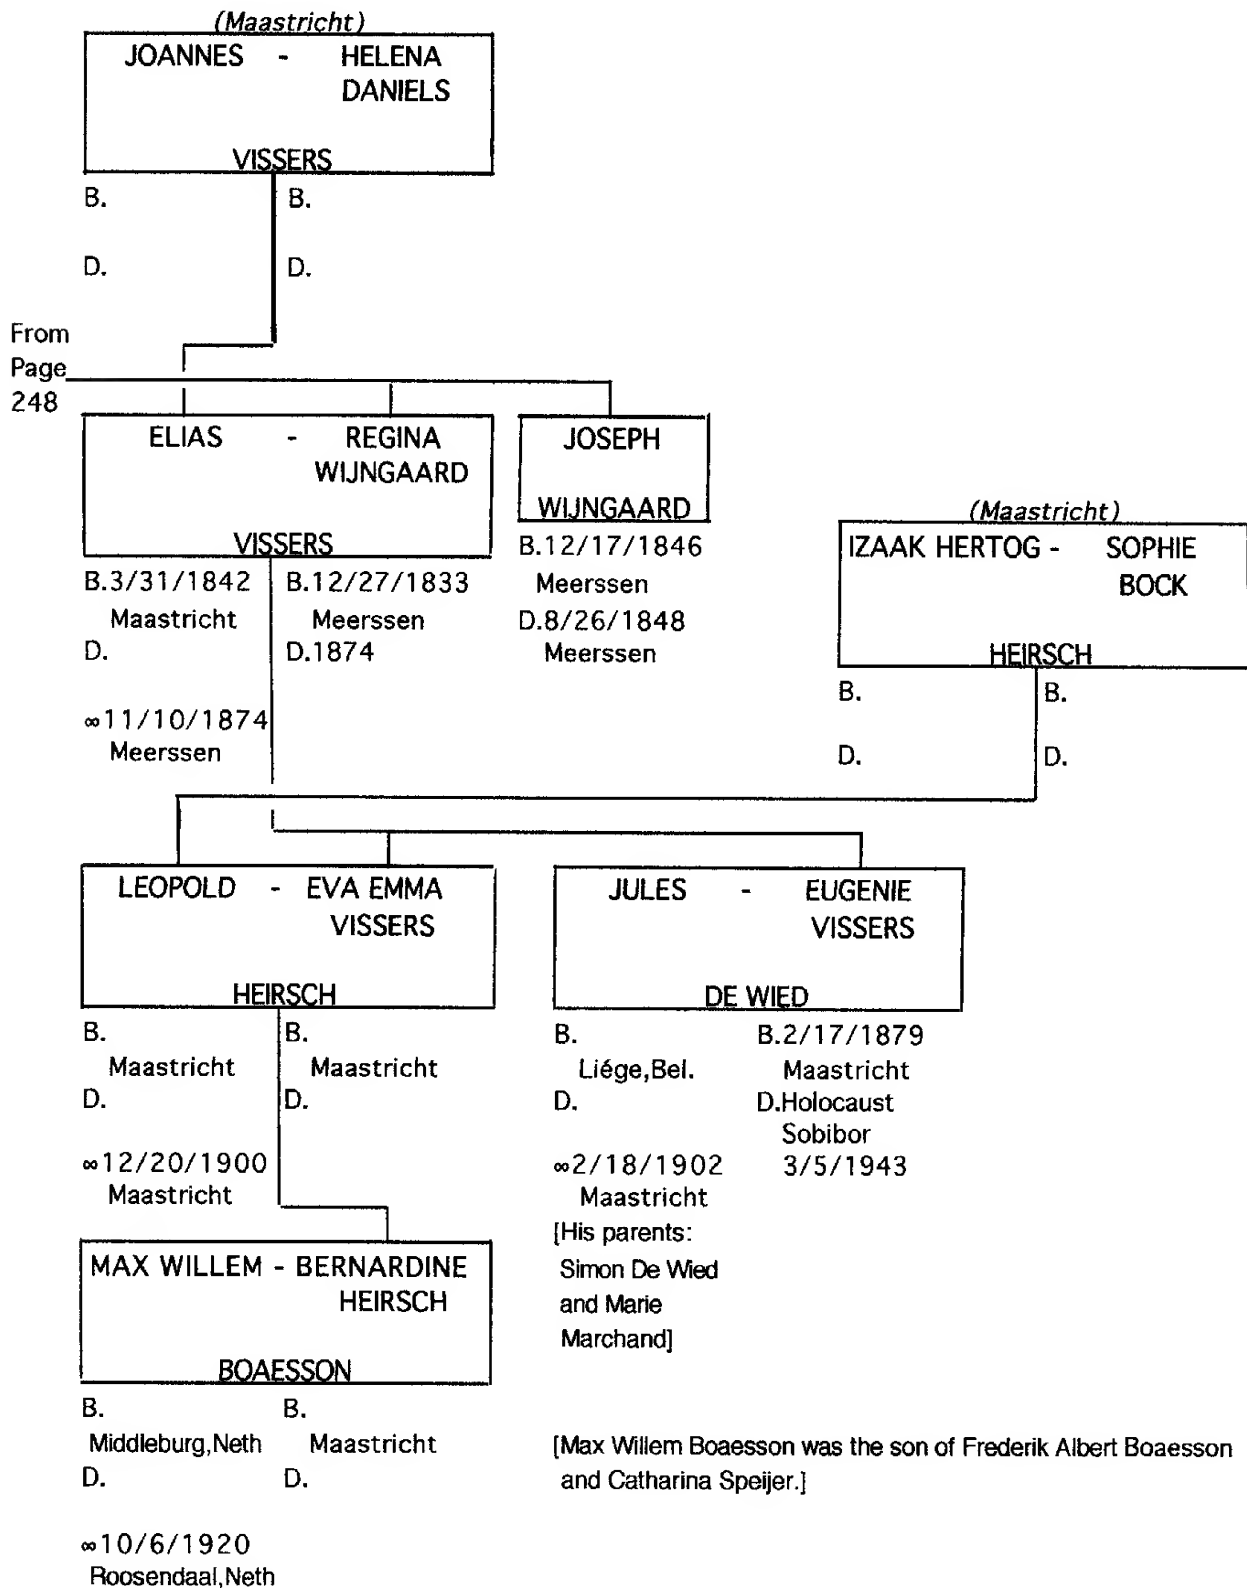 (Maastricht)
JOANNES - HELENA
DANIELS
VISSERS
B. B.
D. D.
From
Page
248
ELIAS - REGINA
WIJNGAARD
VISSERS
B.3/31/1842 B.12/27/1833
Maastricht Meerssen
D. D.1874
∞11/10/1874
Meerssen
JOSEPH
WIJNGAARD
B.12/17/1846
Meerssen
D.8/26/1848
Meerssen
(Maastricht)
IZAAK HERTOG - SOPHIE
BOCK
HEIRSCH
B. B.
D. D.
LEOPOLD - EVA EMMA
VISSERS
HEIRSCH
B. B.
Maastricht Maastricht
D. D.
∞12/20/1900
Maastricht
JULES - EUGENIE
VISSERS
DE WIED
B. B.2/17/1879
Liége,Bel. Maastricht
D. D.Holocaust
Sobibor
∞2/18/1902 3/5/1943
Maastricht
[His parents:
Simon De Wied
and Marie
Marchand]
MAX WILLEM - BERNARDINE
HEIRSCH
BOAESSON
B. B.
Middleburg,Neth Maastricht
D. D.
∞10/6/1920
Roosendaal,Neth
[Max Willem Boaesson was the son of Frederik Albert Boaesson
and Catharina Speijer.]